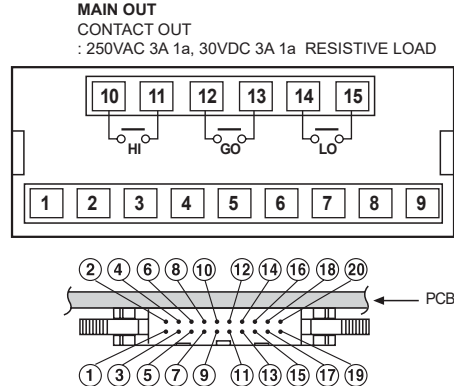 MAIN OUT
CONTACT OUT
: 250VAC 3A 1a, 30VDC 3A 1a RESISTIVE LOAD
10 11 12 13 14 15
HI GO LO
1 2 3 4 5 6 7 8 9
2 4 6 8 10 12 14 16 18 20
PCB
1 3 5 7 9 11 13 15 17 19